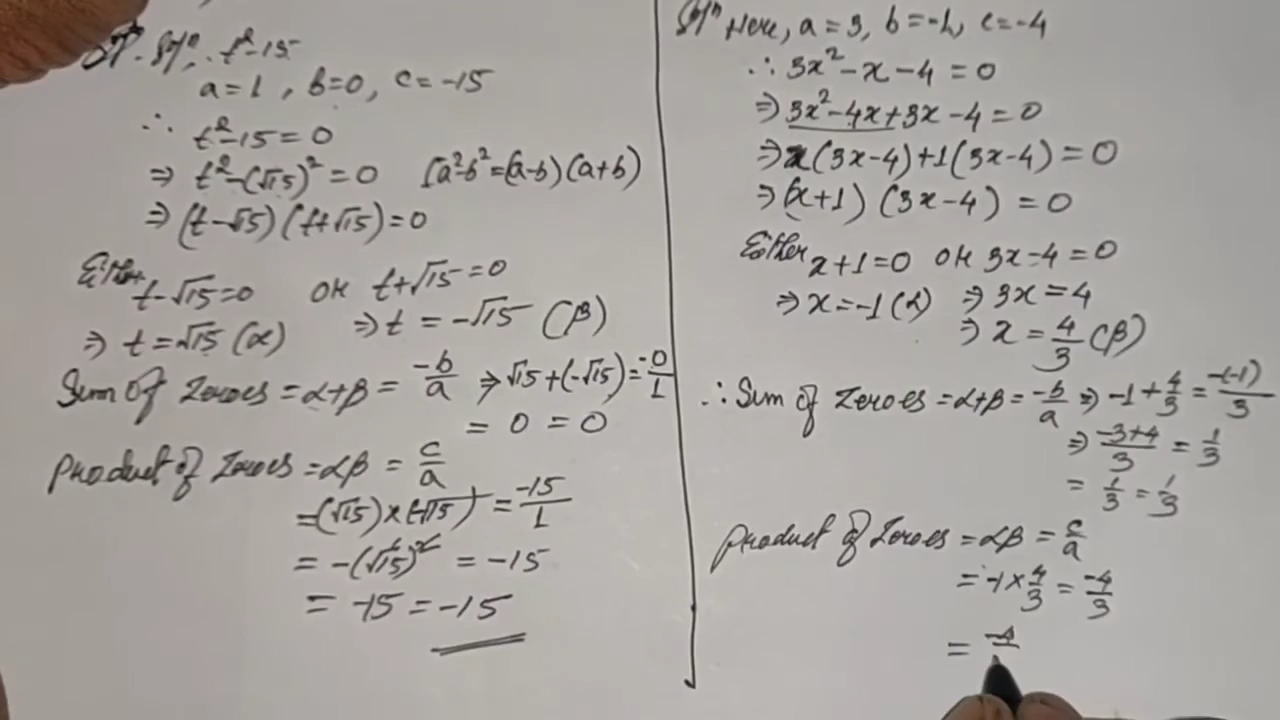 Solⁿ: t²-15
a=1, b=0, c=-15
∴ t²-15=0
⇒ t²-(√15)²=0 [a²-b²=(a-b)(a+b)
⇒ (t-√15)(t+√15)=0
Either t-√15=0 or t+√15=0
⇒ t=√15 (α) ⇒ t=-√15 (β)
Sum of Zeroes = α+β = -b/a ⇒ √15+(-√15) = -0/1
= 0 = 0
Product of Zeroes = αβ = c/a
= (√15)×(-√15) = -15/1
= -(√15)² = -15
= -15 = -15
Solⁿ Here, a=3, b=-1, c=-4
∴ 3x²-x-4=0
⇒ 3x²-4x+3x-4=0
⇒ x(3x-4)+1(3x-4)=0
⇒ (x+1)(3x-4)=0
Either x+1=0 or 3x-4=0
⇒ x=-1(α) ⇒ 3x=4
⇒ x=4/3 (β)
∴ Sum of Zeroes = α+β = -b/a ⇒ -1+4/3 = -(-1)/3
⇒ -3+4/3 = 1/3
= 1/3 = 1/3
Product of Zeroes = αβ = c/a
= -1×4/3 = -4/3
= -4